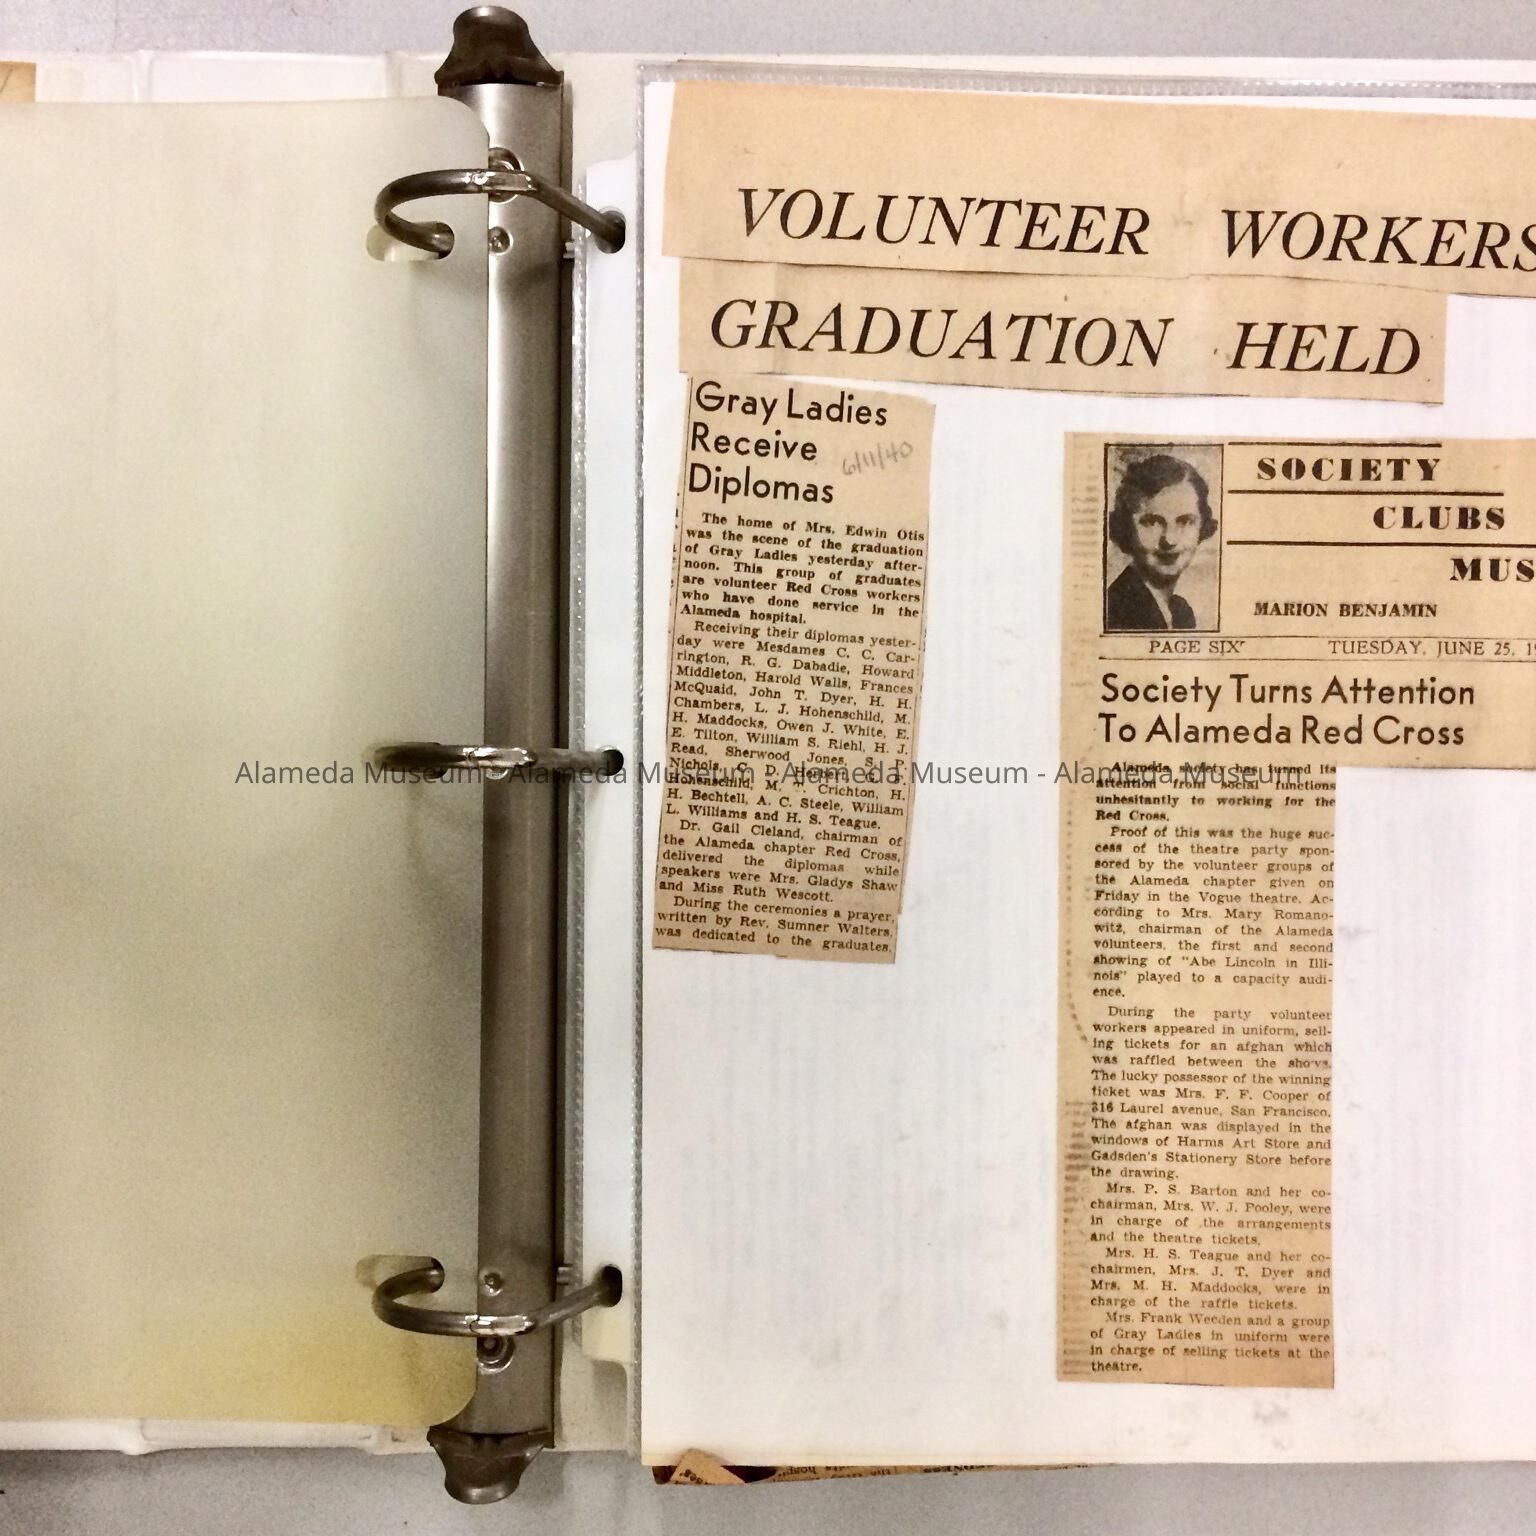 VOLUNTEER WORKERS
GRADUATION HELD
Gray Ladies
Receive
Diplomas
6/11/40
The home of Mrs. Edwin Otis
was the scene of the graduation
of Gray Ladies yesterday after-
noon. This group of graduates
are volunteer Red Cross workers
who have done service in the
Alameda hospital.
Receiving their diplomas yester-
day were Mesdames C. C. Car-
rington, R. G. Dabadie, Howard
Middleton, Harold Walls, Frances
McQuaid, John T. Dyer, H. H.
Chambers, L. J. Hohenschild, M.
H. Maddocks, Owen J. White, E.
E. Tilton, William S. Riehl, H. J.
Read, Sherwood Jones, S. P.
Nichols, C. D. Herbert,
Hohenschild, M. T. Crichton, H.
H. Bechtell, A. C. Steele, William
L. Williams and H. S. Teague.
Dr. Gail Cleland, chairman of
the Alameda chapter Red Cross,
delivered the diplomas while
speakers were Mrs. Gladys Shaw
and Miss Ruth Wescott.
During the ceremonies a prayer,
written by Rev. Sumner Walters,
was dedicated to the graduates.
SOCIETY
CLUBS
MUS
MARION BENJAMIN
PAGE SIX TUESDAY, JUNE 25, 19
Society Turns Attention
To Alameda Red Cross
Alameda society has turned its
attention from social functions
unhesitantly to working for the
Red Cross.
Proof of this was the huge suc-
cess of the theatre party spon-
sored by the volunteer groups of
the Alameda chapter given on
Friday in the Vogue theatre. Ac-
cording to Mrs. Mary Romano-
witz, chairman of the Alameda
volunteers, the first and second
showing of "Abe Lincoln in Illi-
nois" played to a capacity audi-
ence.
During the party volunteer
workers appeared in uniform, sell-
ing tickets for an afghan which
was raffled between the shows.
The lucky possessor of the winning
ticket was Mrs. F. F. Cooper of
316 Laurel avenue, San Francisco.
The afghan was displayed in the
windows of Harms Art Store and
Gadsden's Stationery Store before
the drawing.
Mrs. P. S. Barton and her co-
chairman, Mrs. W. J. Pooley, were
in charge of the arrangements
and the theatre tickets.
Mrs. H. S. Teague and her co-
chairmen, Mrs. J. T. Dyer and
Mrs. M. H. Maddocks, were in
charge of the raffle tickets.
Mrs. Frank Weeden and a group
of Gray Ladies in uniform were
in charge of selling tickets at the
theatre.
Alameda Museum - Alameda Museum - Alameda Museum - Alameda Museum